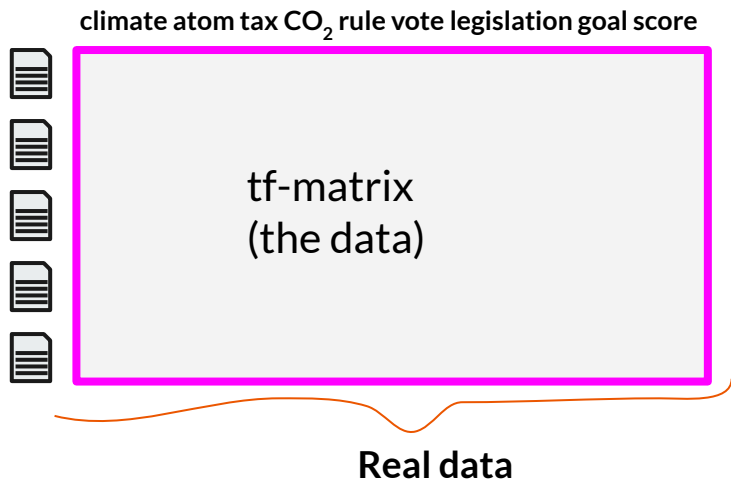 climate atom tax CO₂ rule vote legislation goal score
tf-matrix
(the data)
Real data